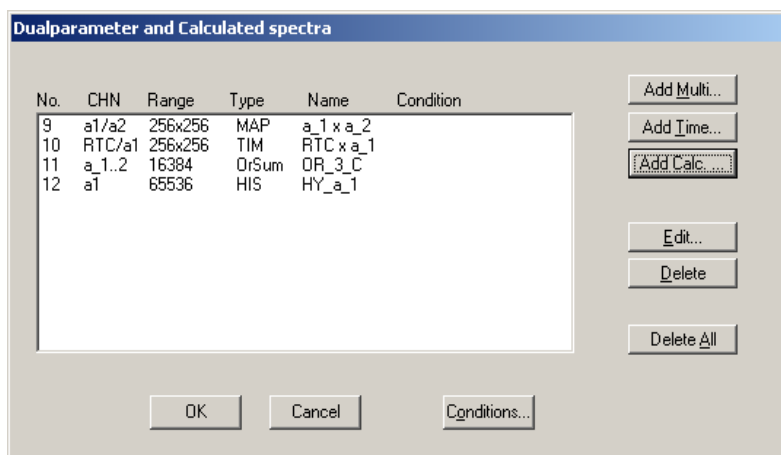 Dualparameter and Calculated spectra
No. CHN Range Type Name Condition
9 a1/a2 256x256 MAP a_1 x a_2
10 RTC/a1 256x256 TIM RTC x a_1
11 a_1..2 16384 OrSum OR_3_C
12 a1 65536 HIS HY_a_1
Add Multi...
Add Time...
Add Calc. ...
Edit...
Delete
Delete All
OK Cancel Conditions...